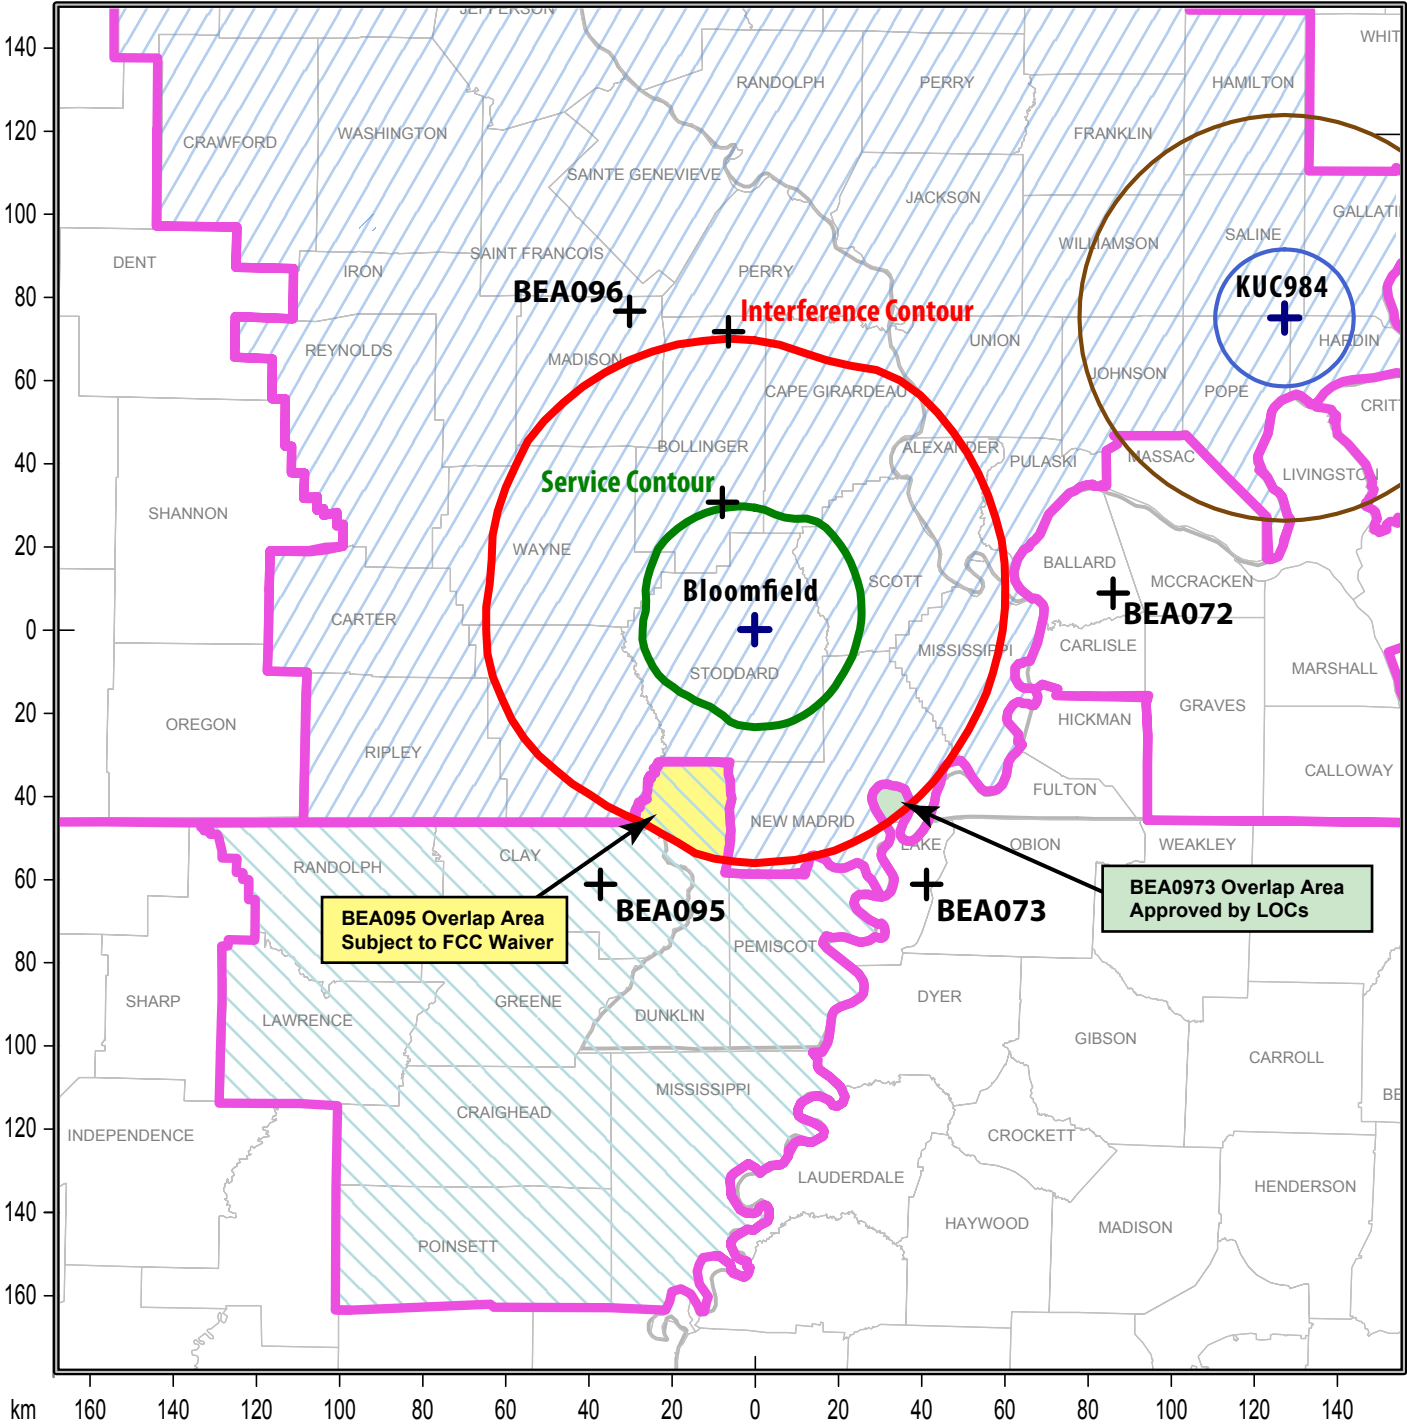 JEFFERSON
WHIT
140
RANDOLPH
PERRY
HAMILTON
120
CRAWFORD
WASHINGTON
FRANKLIN
SAINTE GENEVIEVE
100
JACKSON
GALLATI
SALINE
WILLIAMSON
DENT
IRON
SAINT FRANCOIS
PERRY
80
BEA096
KUC984
Interference Contour
REYNOLDS
MADISON
UNION
HARDIN
60
JOHNSON
POPE
CAPE GIRARDEAU
CRIT
40
BOLLINGER
ALEXANDER
PULASKI
MASSAC
LIVINGSTON
Service Contour
SHANNON
20
WAYNE
BALLARD
MCCRACKEN
Bloomfield
SCOTT
BEA072
0
CARTER
STODDARD
MISSISSIPPI
CARLISLE
MARSHALL
20
OREGON
HICKMAN
GRAVES
RIPLEY
CALLOWAY
40
FULTON
NEW MADRID
LAKE
OBION
WEAKLEY
RANDOLPH
CLAY
60
BEA0973 Overlap Area
Approved by LOCs
BEA095 Overlap Area
Subject to FCC Waiver
BEA095
BEA073
PEMISCOT
80
SHARP
LAWRENCE
GREENE
DUNKLIN
DYER
GIBSON
100
CARROLL
MISSISSIPPI
BE
CRAIGHEAD
120
INDEPENDENCE
CROCKETT
LAUDERDALE
HENDERSON
140
HAYWOOD
MADISON
POINSETT
160
km
160
140
120
100
80
60
40
20
0
20
40
60
80
100
120
140